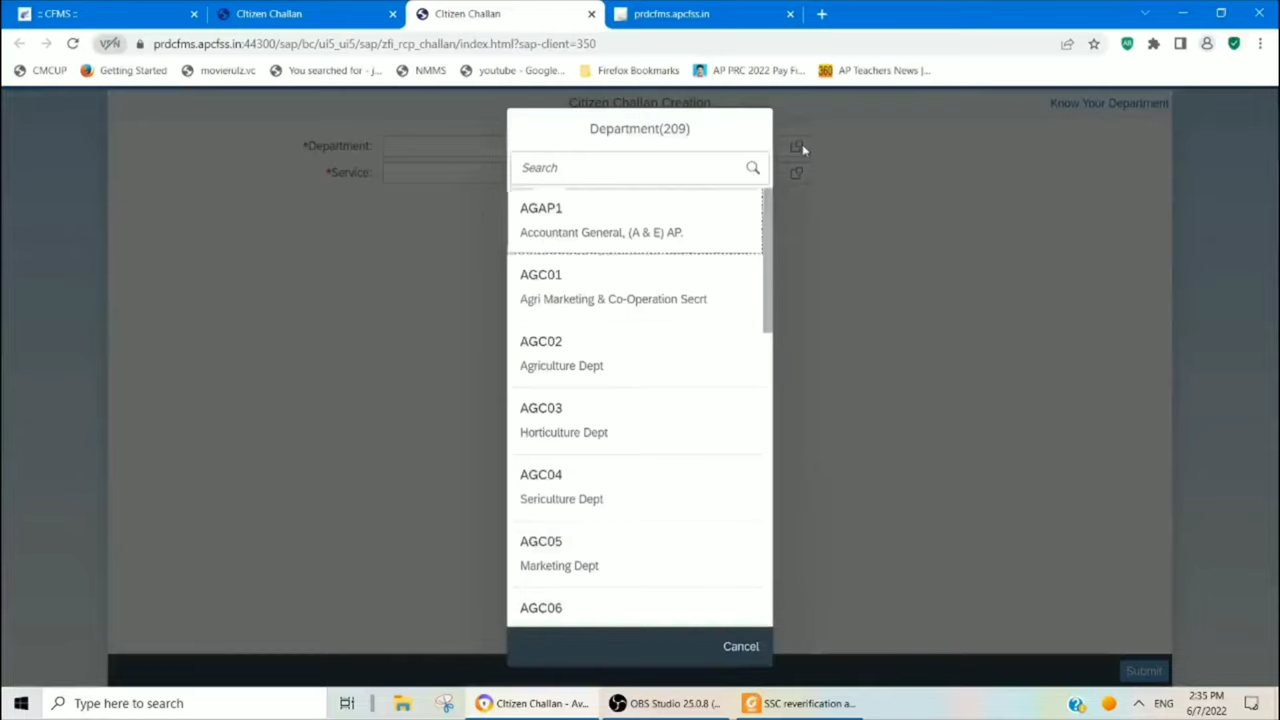 :: CFMS ::
Citizen Challan
Citizen Challan
prdcfms.apcfss.in
VPN
prdcfms.apcfss.in:44300/sap/bc/ui5_ui5/sap/zfi_rcp_challan/index.html?sap-client=350
CMCUP
Getting Started
movierulz.vc
You searched for - j...
NMMS
youtube - Google...
Firefox Bookmarks
AP PRC 2022 Pay Fi...
360
AP Teachers News |...
Citizen Challan Creation
Know Your Department
*Department:
*Service:
Department(209)
Search
AGAP1
Accountant General, (A & E) AP.
AGC01
Agri Marketing & Co-Operation Secrt
AGC02
Agriculture Dept
AGC03
Horticulture Dept
AGC04
Sericulture Dept
AGC05
Marketing Dept
AGC06
Cancel
Submit
Type here to search
Citizen Challan - Av...
OBS Studio 25.0.8 (...
SSC reverification a...
ENG
2:35 PM
6/7/2022